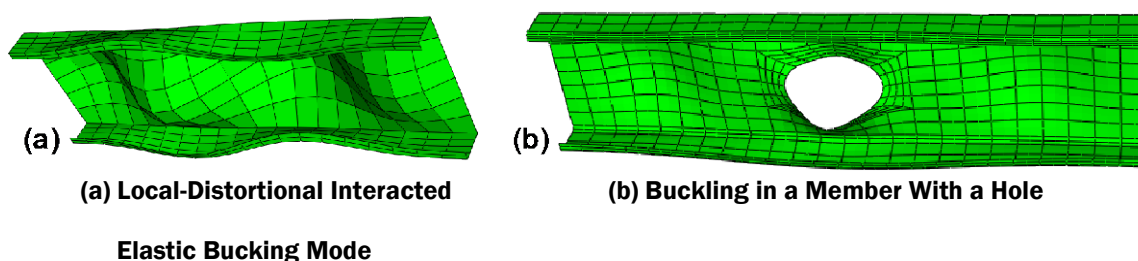 (a)
(b)
(a) Local-Distortional Interacted
Elastic Bucking Mode
(b) Buckling in a Member With a Hole